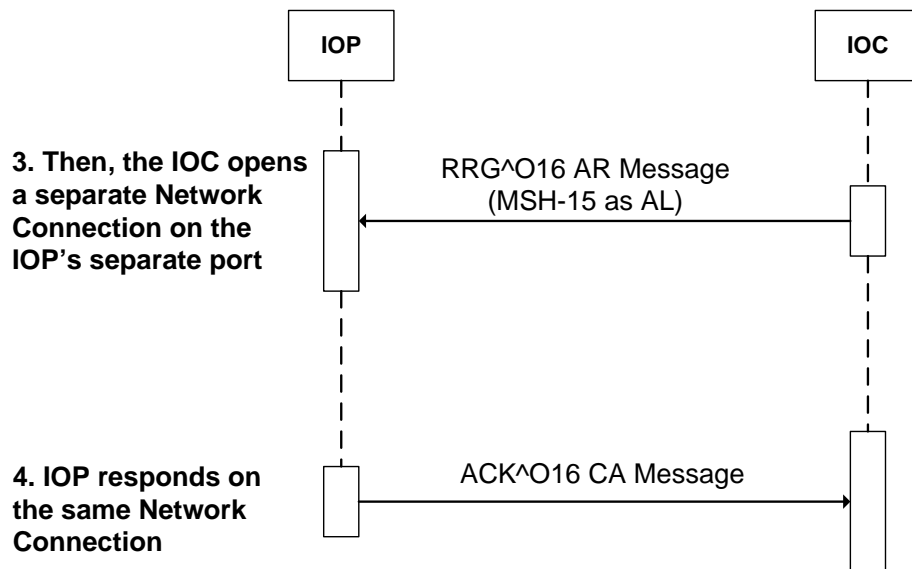 IOP
IOC
3. Then, the IOC opens
a separate Network
Connection on the
IOP's separate port
RRG^O16 AR Message
(MSH-15 as AL)
4. IOP responds on
the same Network
Connection
ACK^O16 CA Message